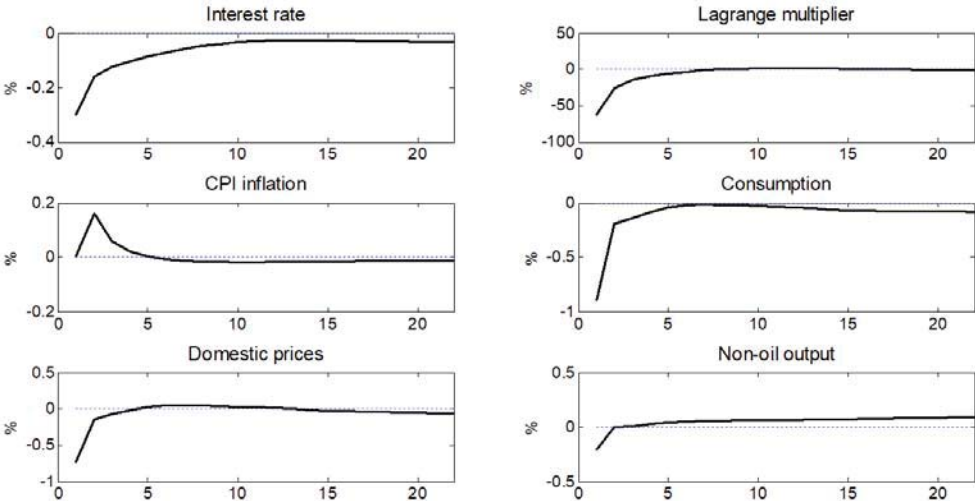 Interest rate
0
-0.2
-0.4
%
0 5 10 15 20
Lagrange multiplier
50
0
-50
-100
%
0 5 10 15 20
CPI inflation
0.2
0
-0.2
%
0 5 10 15 20
Consumption
0
-0.5
-1
%
0 5 10 15 20
Domestic prices
0.5
0
-0.5
-1
%
0 5 10 15 20
Non-oil output
0.5
0
-0.5
%
0 5 10 15 20